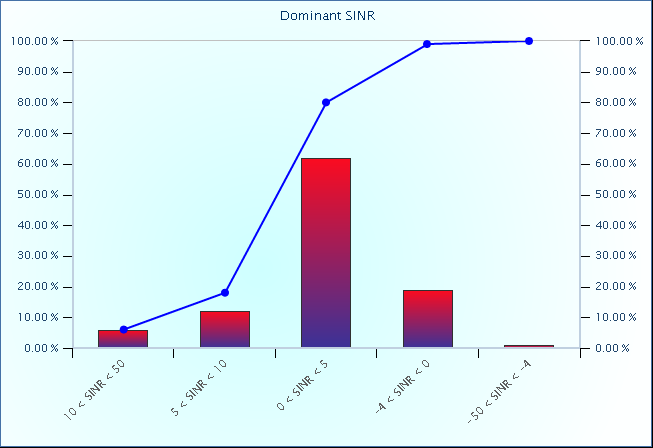 Dominant SINR
100.00 % 100.00 %
90.00 % 90.00 %
80.00 % 80.00 %
70.00 % 70.00 %
60.00 % 60.00 %
50.00 % 50.00 %
40.00 % 40.00 %
30.00 % 30.00 %
20.00 % 20.00 %
10.00 % 10.00 %
0.00 % 0.00 %
10 < SINR < 50
5 < SINR < 10
0 < SINR < 5
-4 < SINR < 0
-50 < SINR < -4